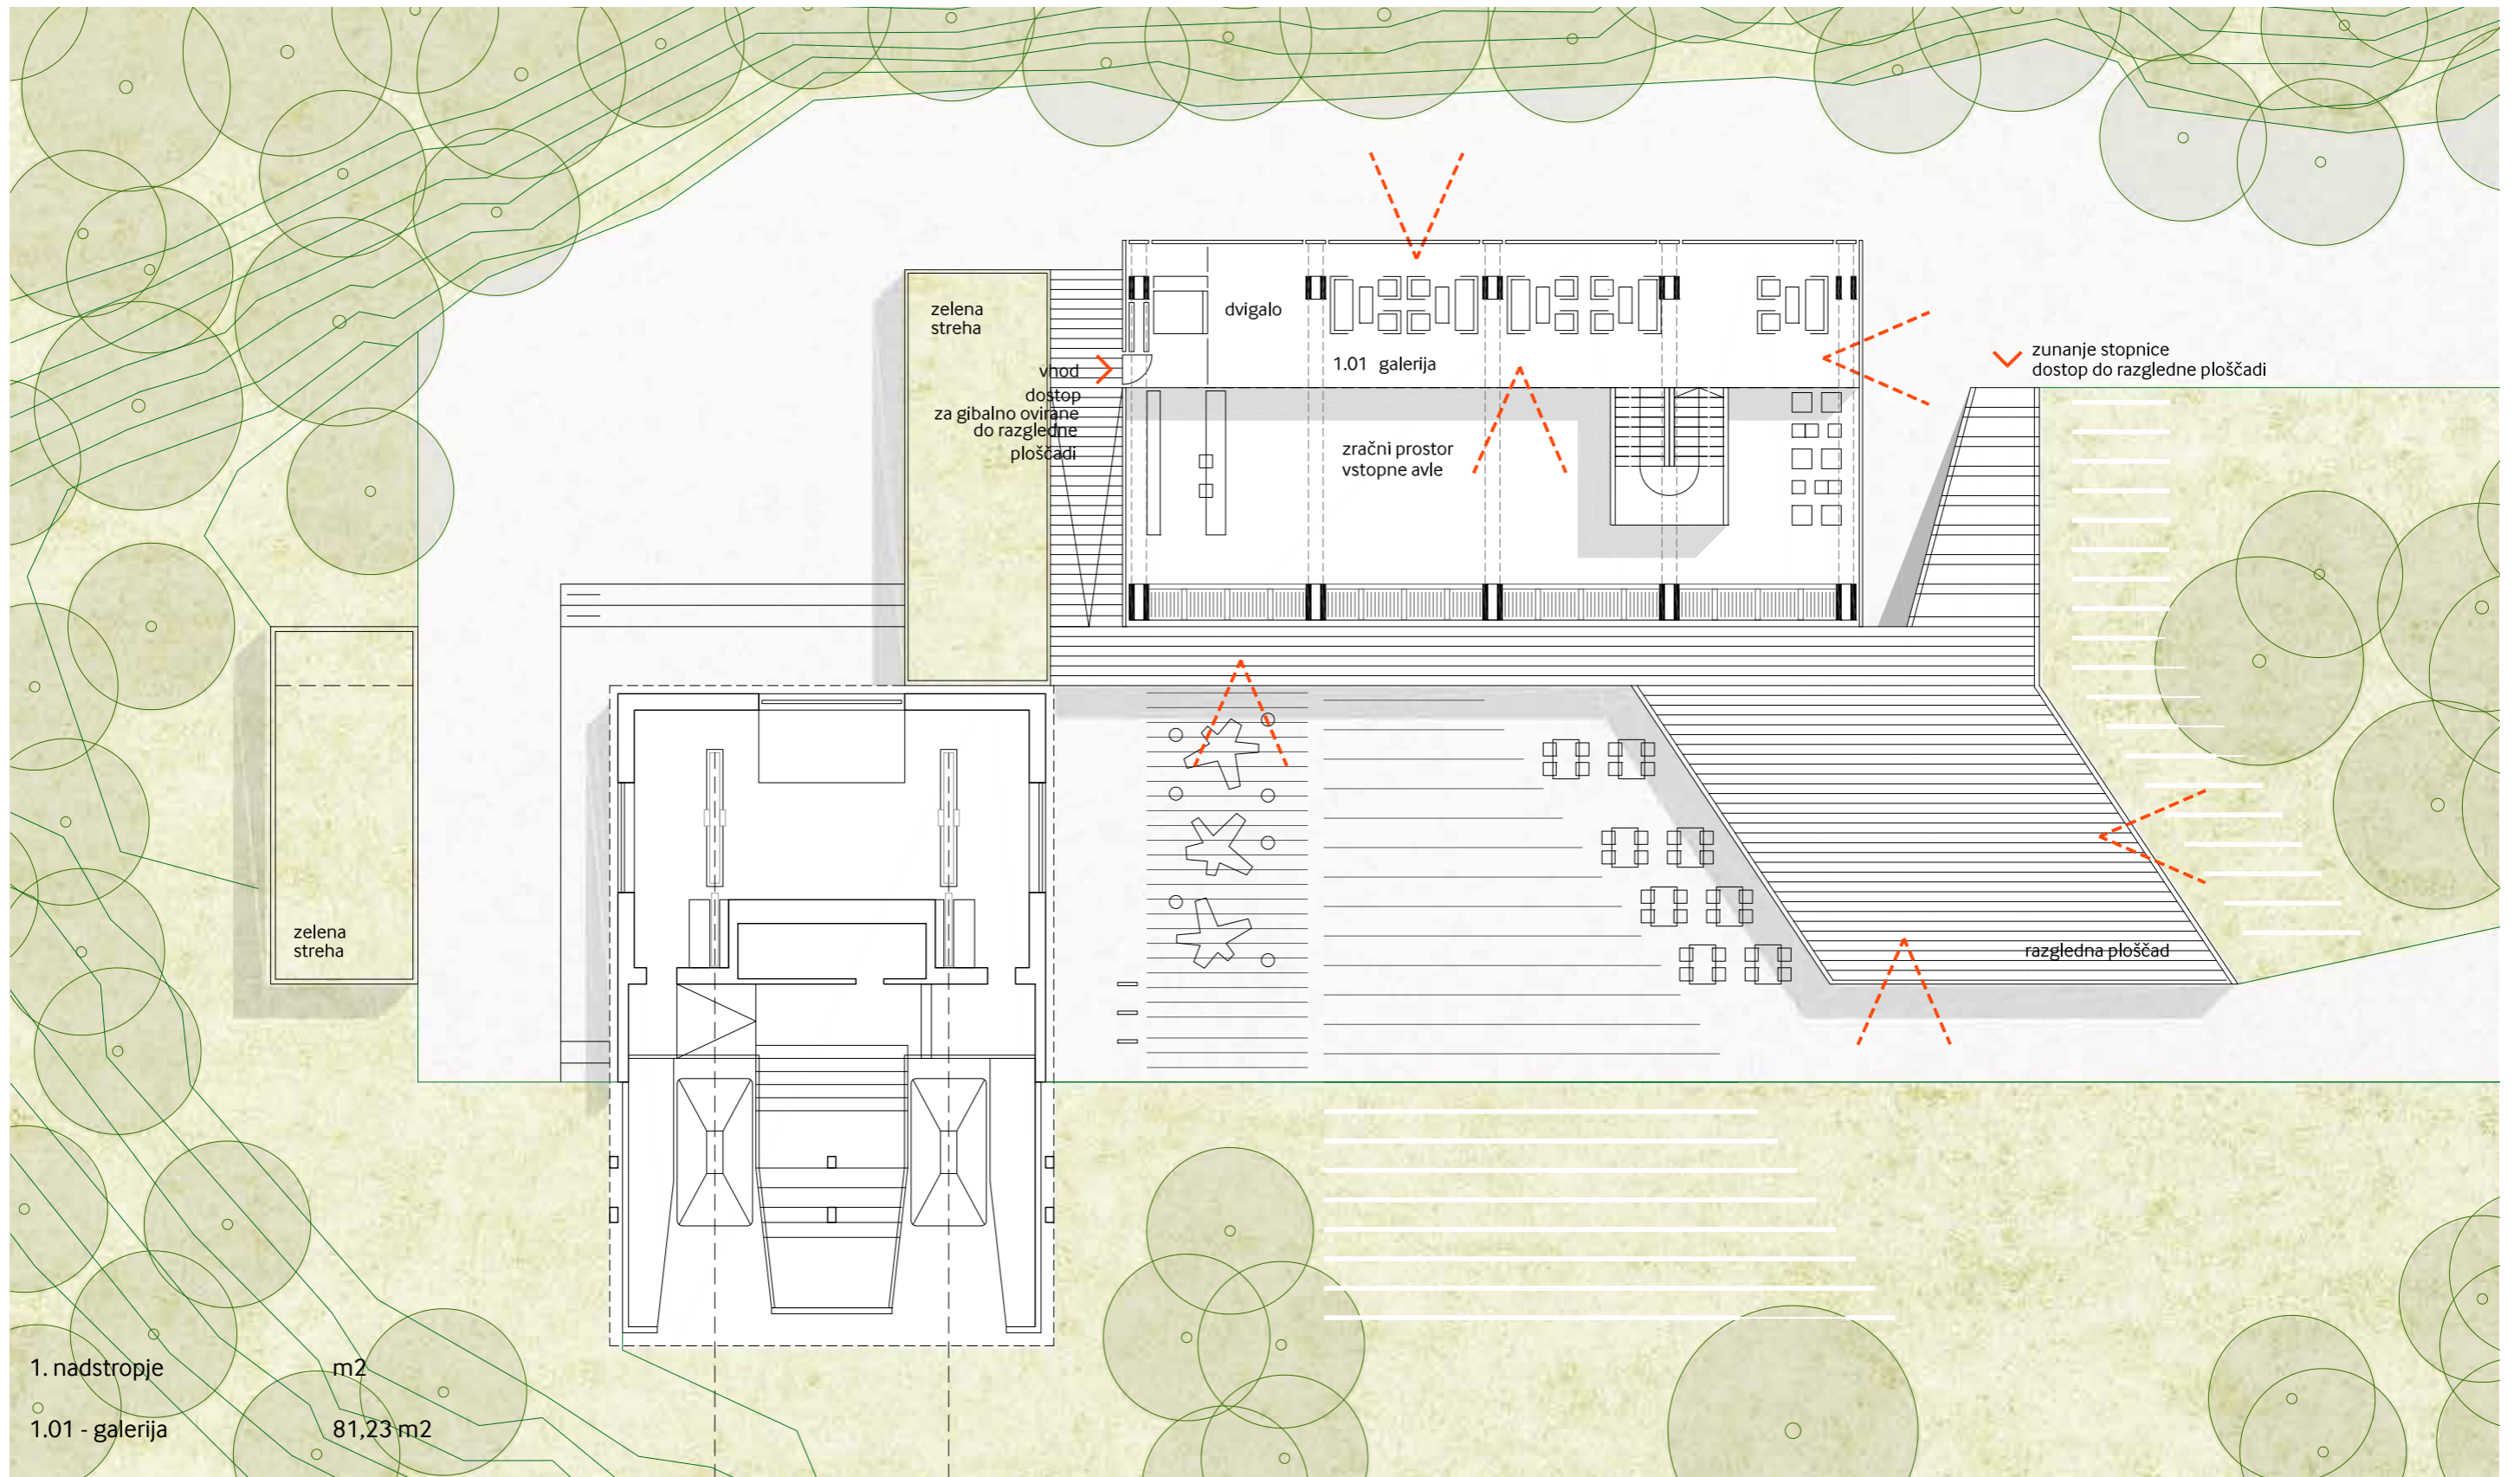 zelena
streha
dvigalo
vhod
dostop
za gibalno ovirane
do razgledne
ploščadi
1.01 galerija
zunanje stopnice
dostop do razgledne ploščadi
zračni prostor
vstopne avle
zelena
streha
razgledna ploščad
1. nadstropje m2
1.01 - galerija 81,23 m2